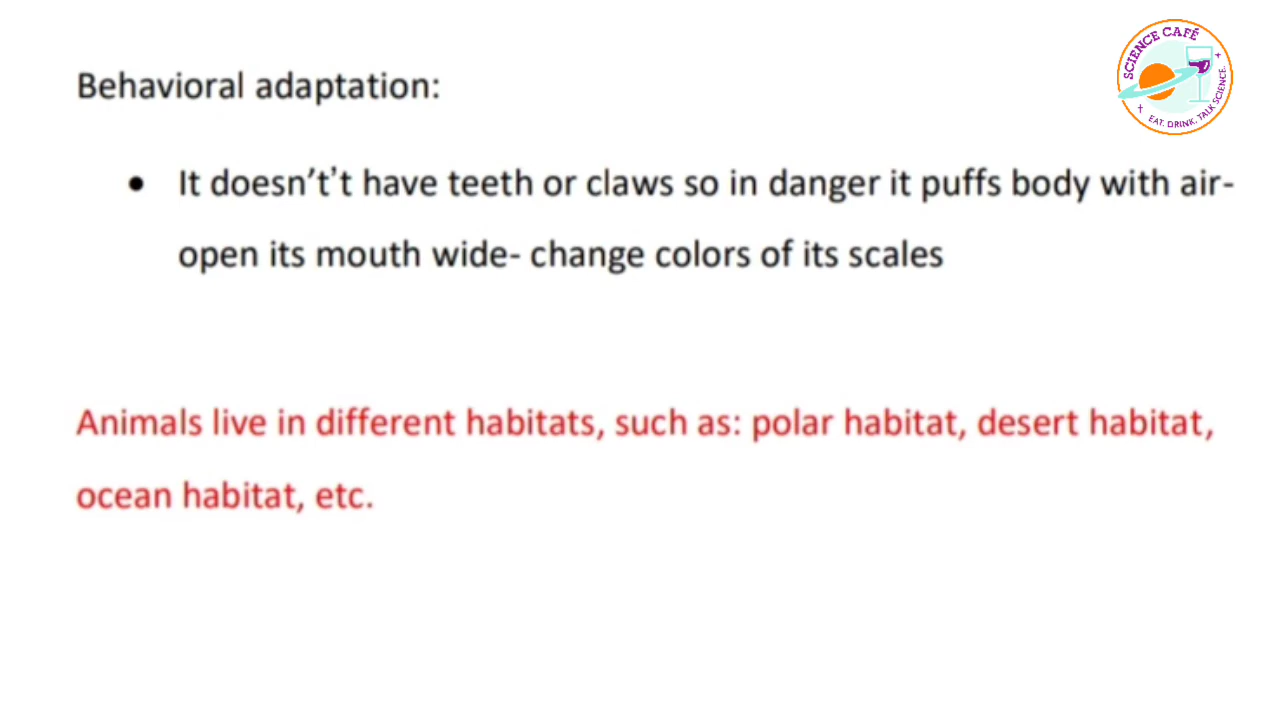 SCIENCE CAFÉ
EAT. DRINK. TALK SCIENCE.
Behavioral adaptation:
• It doesn’t’t have teeth or claws so in danger it puffs body with air-
open its mouth wide- change colors of its scales
Animals live in different habitats, such as: polar habitat, desert habitat,
ocean habitat, etc.